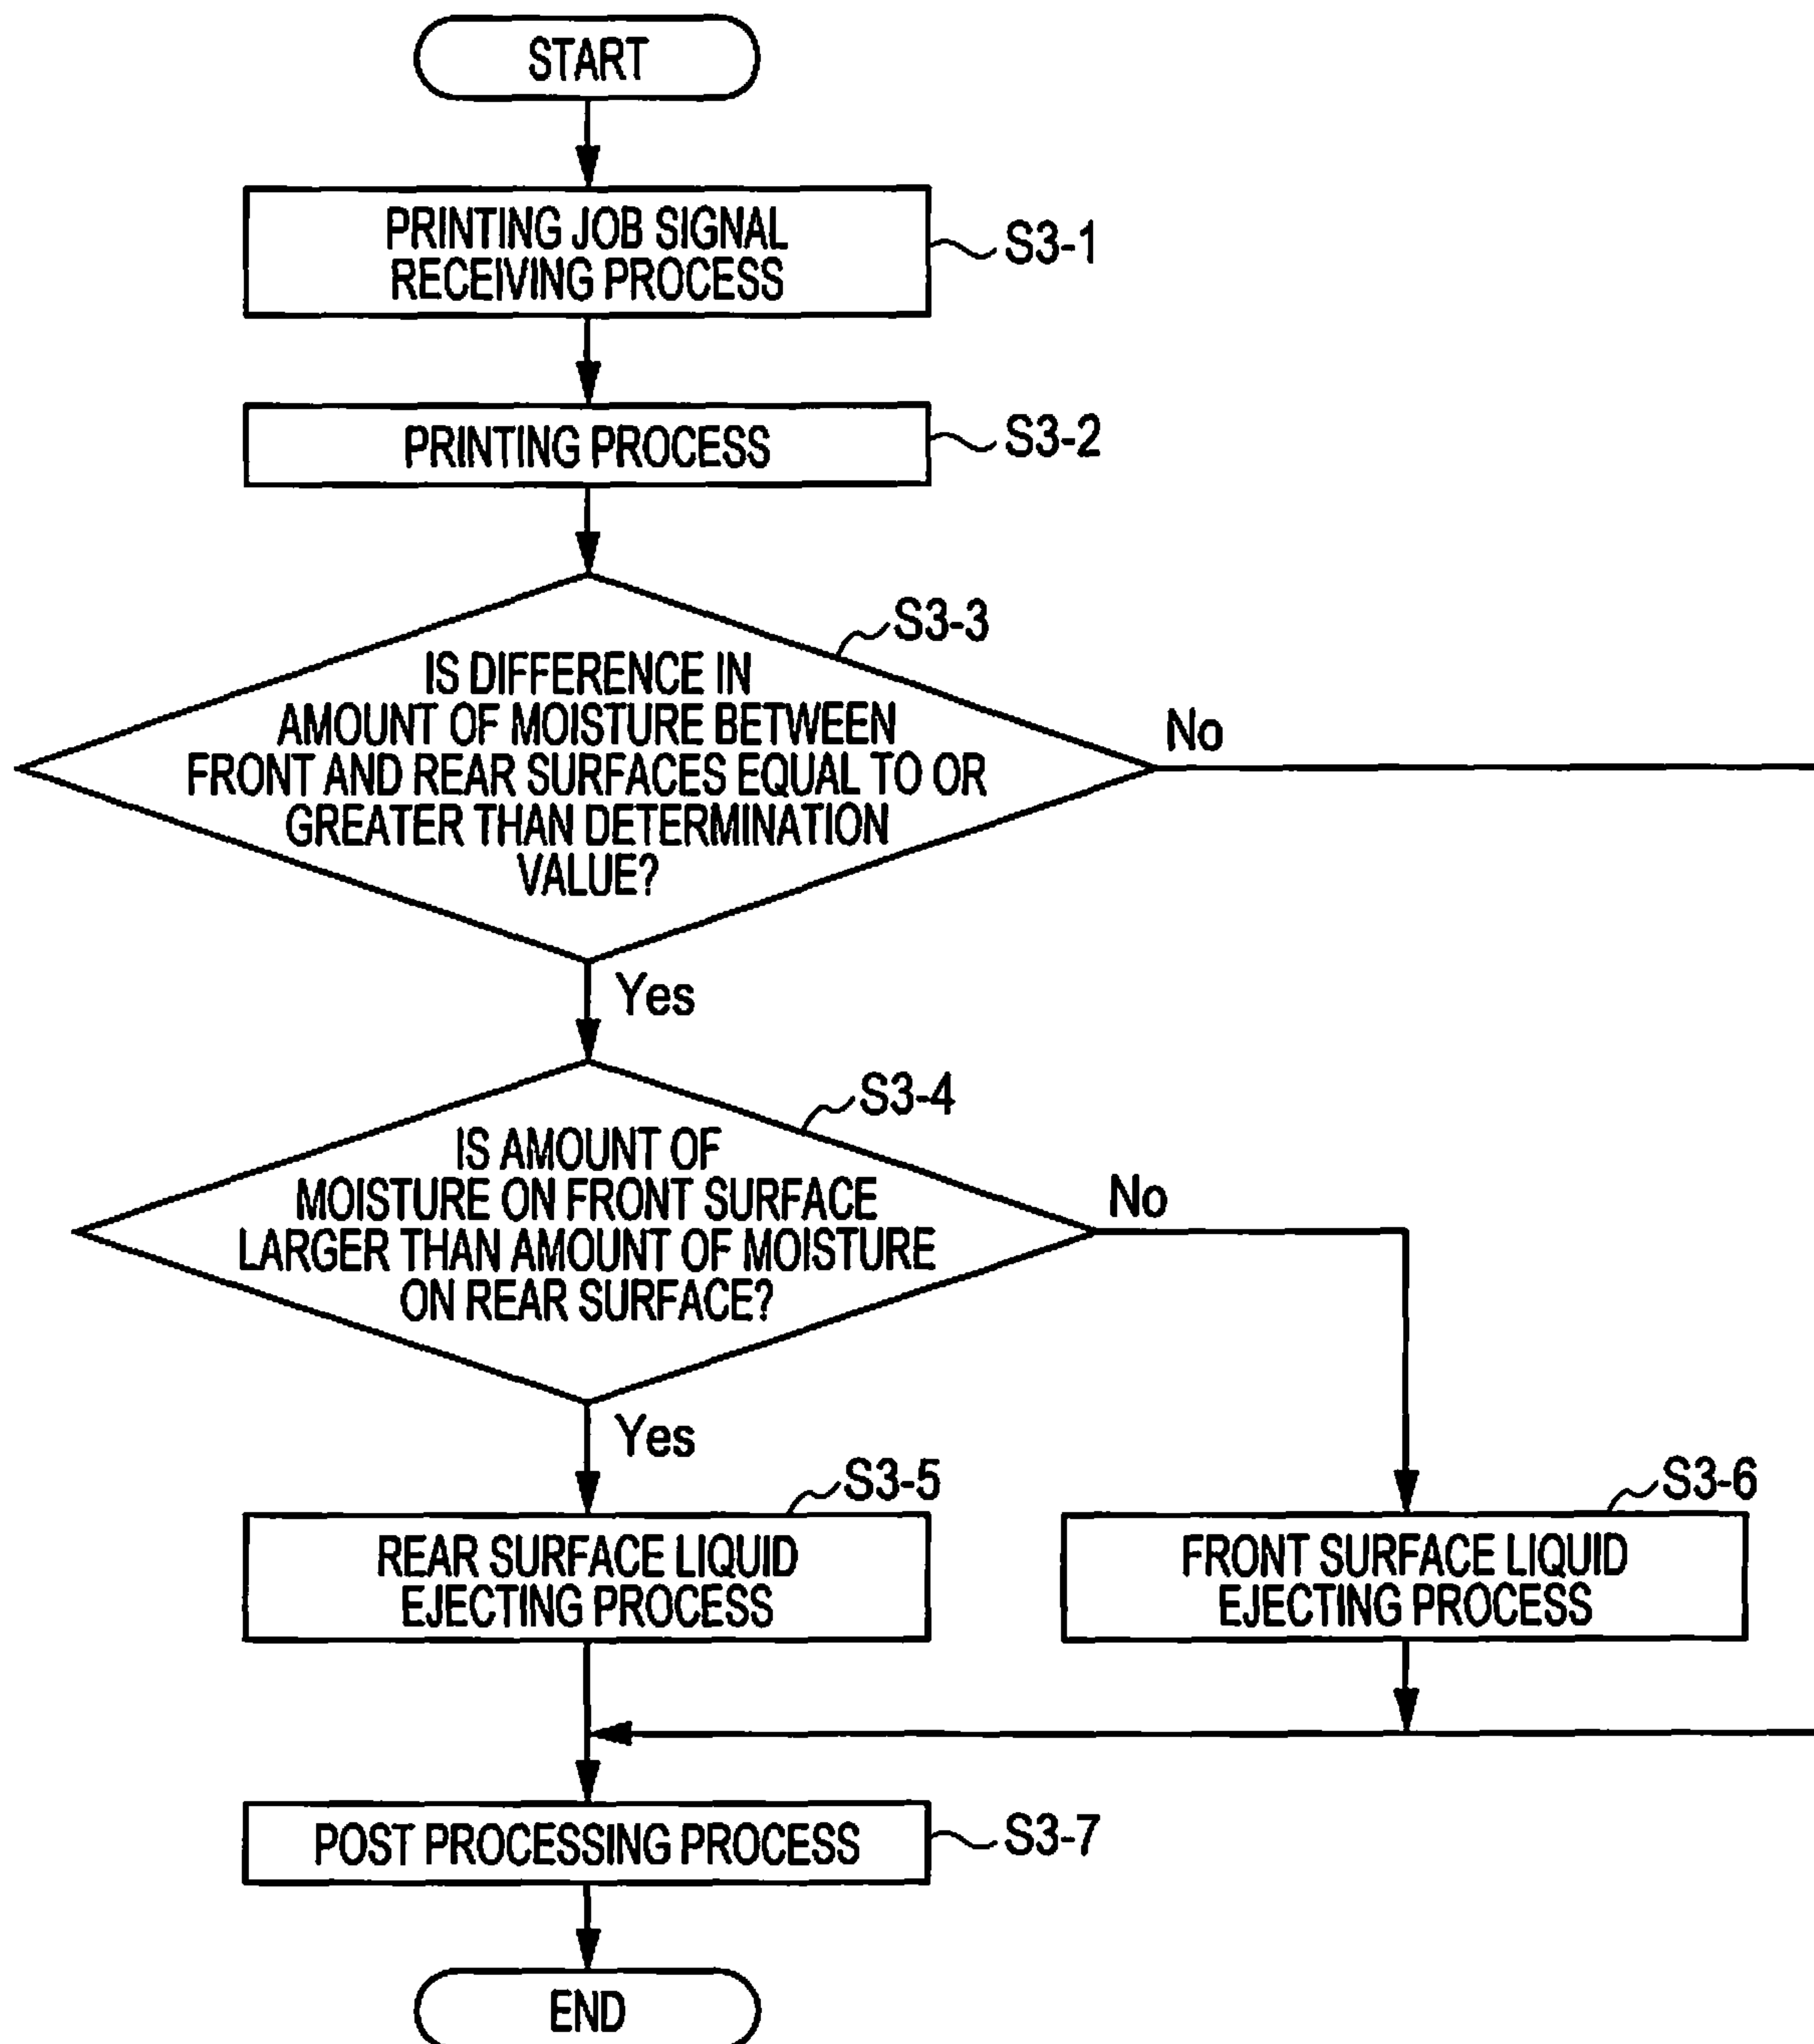 START
PRINTING JOB SIGNAL
RECEIVING PROCESS
S3-1
PRINTING PROCESS
S3-2
S3-3
IS DIFFERENCE IN
AMOUNT OF MOISTURE BETWEEN
FRONT AND REAR SURFACES EQUAL TO OR
GREATER THAN DETERMINATION
VALUE?
No
Yes
S3-4
IS AMOUNT OF
MOISTURE ON FRONT SURFACE
LARGER THAN AMOUNT OF MOISTURE
ON REAR SURFACE?
No
Yes
S3-5
REAR SURFACE LIQUID
EJECTING PROCESS
S3-6
FRONT SURFACE LIQUID
EJECTING PROCESS
POST PROCESSING PROCESS
S3-7
END